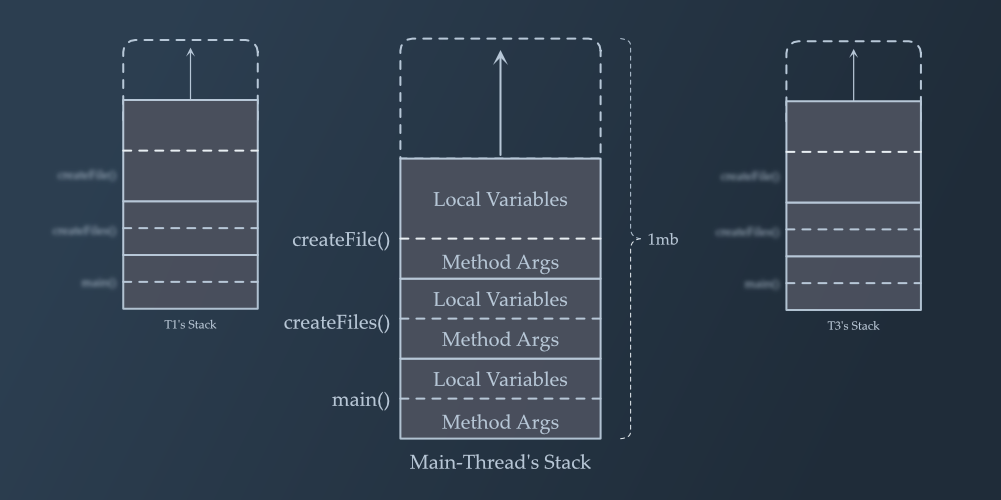 Local Variables
createFile()
1mb
Method Args
Local Variables
createFiles()
Method Args
Local Variables
main()
Method Args
Main-Thread's Stack
createFile()
createFiles()
main()
T1's Stack
createFile()
createFiles()
main()
T3's Stack